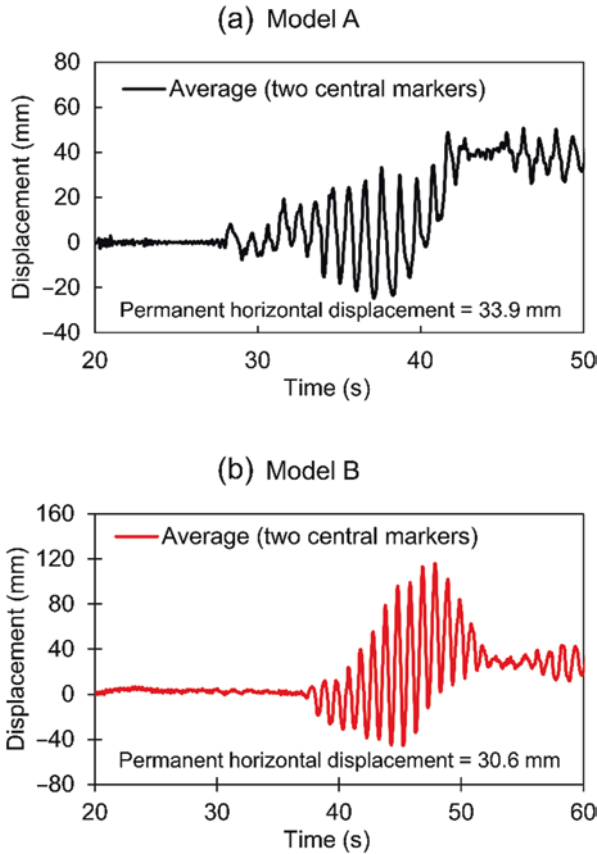 (a) Model A
80
Average (two central markers)
60
40
20
0
−20
Permanent horizontal displacement = 33.9 mm
−40
20 30 40 50
Displacement (mm)
Time (s)
(b) Model B
160
Average (two central markers)
120
80
40
0
−40
Permanent horizontal displacement = 30.6 mm
−80
20 30 40 50 60
Displacement (mm)
Time (s)